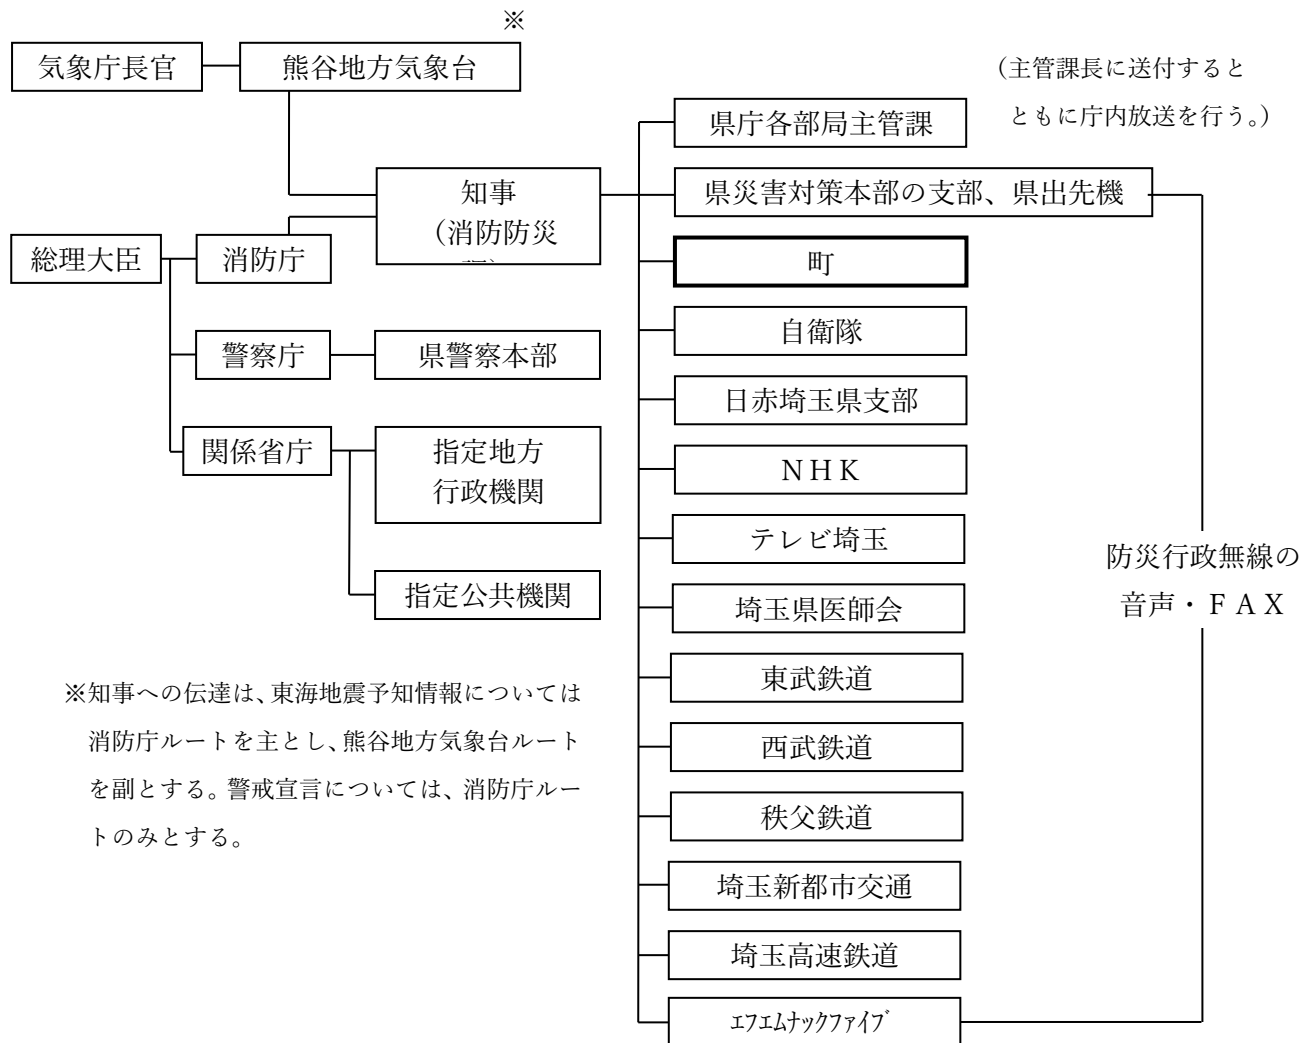 ※
気象庁長官
熊谷地方気象台
（主管課長に送付すると
ともに庁内放送を行う。）
県庁各部局主管課
知事
（消防防災
県災害対策本部の支部、県出先機
総理大臣
消防庁
町
自衛隊
警察庁
県警察本部
日赤埼玉県支部
関係省庁
指定地方
行政機関
ＮＨＫ
テレビ埼玉
防災行政無線の
音声・ＦＡＸ
指定公共機関
埼玉県医師会
東武鉄道
※知事への伝達は、東海地震予知情報については
消防庁ルートを主とし、熊谷地方気象台ルート
を副とする。警戒宣言については、消防庁ルー
トのみとする。
西武鉄道
秩父鉄道
埼玉新都市交通
埼玉高速鉄道
ｴﾌｴﾑﾅｯｸﾌｧｲﾌﾞ